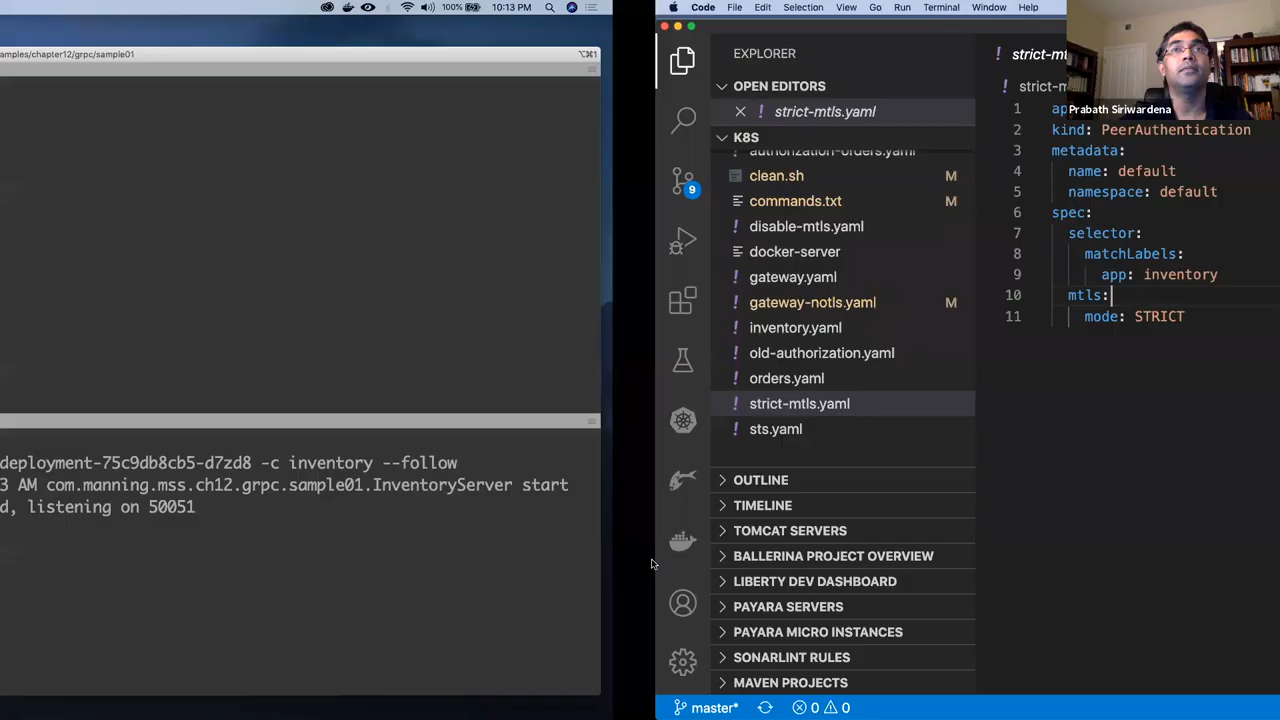 100% 10:13 PM
amples/chapter12/grpc/sample01
⌥⌘1
deployment-75c9db8cb5-d7zd8 -c inventory --follow
3 AM com.manning.mss.ch12.grpc.sample01.InventoryServer start
d, listening on 50051
Code File Edit Selection View Go Run Terminal Window Help
EXPLORER
OPEN EDITORS
strict-mtls.yaml
K8S
authorization-orders.yaml
clean.sh M
commands.txt M
disable-mtls.yaml
docker-server
gateway.yaml
gateway-notls.yaml M
inventory.yaml
old-authorization.yaml
orders.yaml
strict-mtls.yaml
sts.yaml
OUTLINE
TIMELINE
TOMCAT SERVERS
BALLERINA PROJECT OVERVIEW
LIBERTY DEV DASHBOARD
PAYARA SERVERS
PAYARA MICRO INSTANCES
SONARLINT RULES
MAVEN PROJECTS
9
master* 0 0
strict-mt
strict-m
Prabath Siriwardena
1 ap
2 kind: PeerAuthentication
3 metadata:
4 name: default
5 namespace: default
6 spec:
7 selector:
8 matchLabels:
9 app: inventory
10 mtls:
11 mode: STRICT